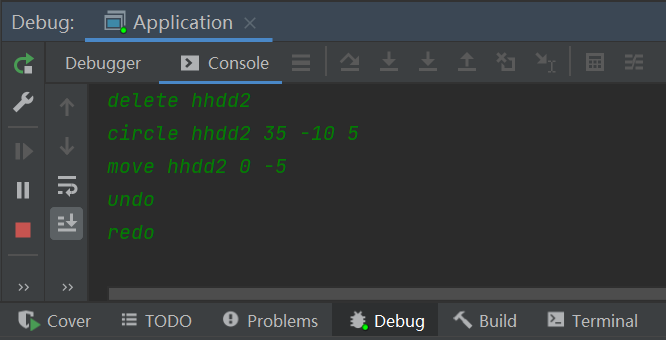 Debug: Application
Debugger Console
delete hhdd2
circle hhdd2 35 -10 5
move hhdd2 0 -5
undo
redo
Cover TODO Problems Debug Build Terminal